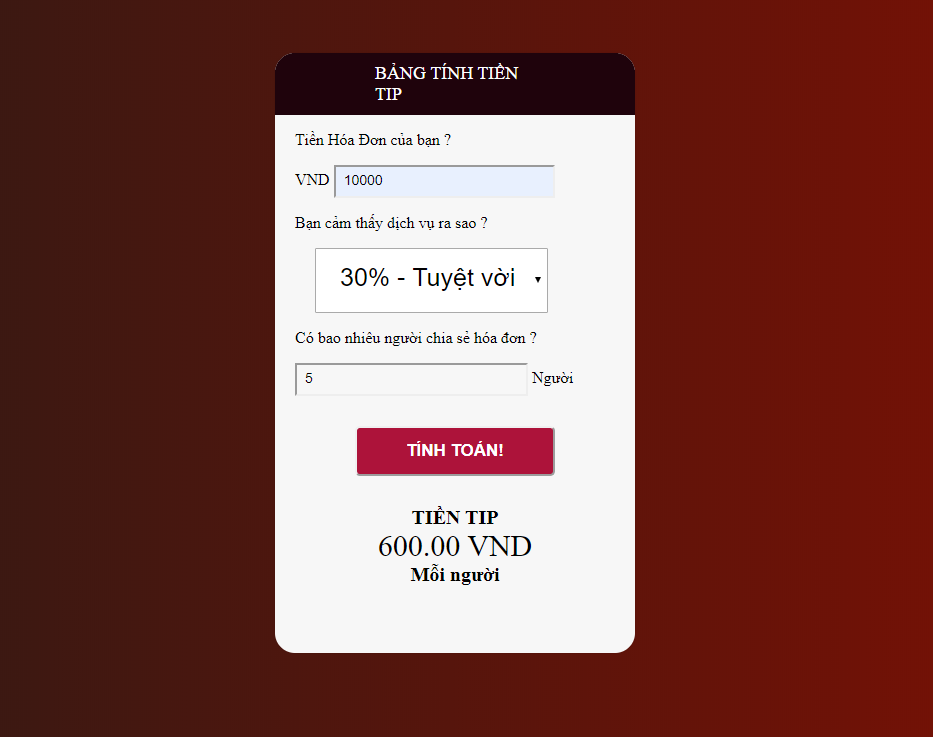 BẢNG TÍNH TIỀN
TIP
Tiền Hóa Đơn của bạn ?
VND 10000
Bạn cảm thấy dịch vụ ra sao ?
30% - Tuyệt vời
Có bao nhiêu người chia sẻ hóa đơn ?
5 Người
TÍNH TOÁN!
TIỀN TIP
600.00 VND
Mỗi người